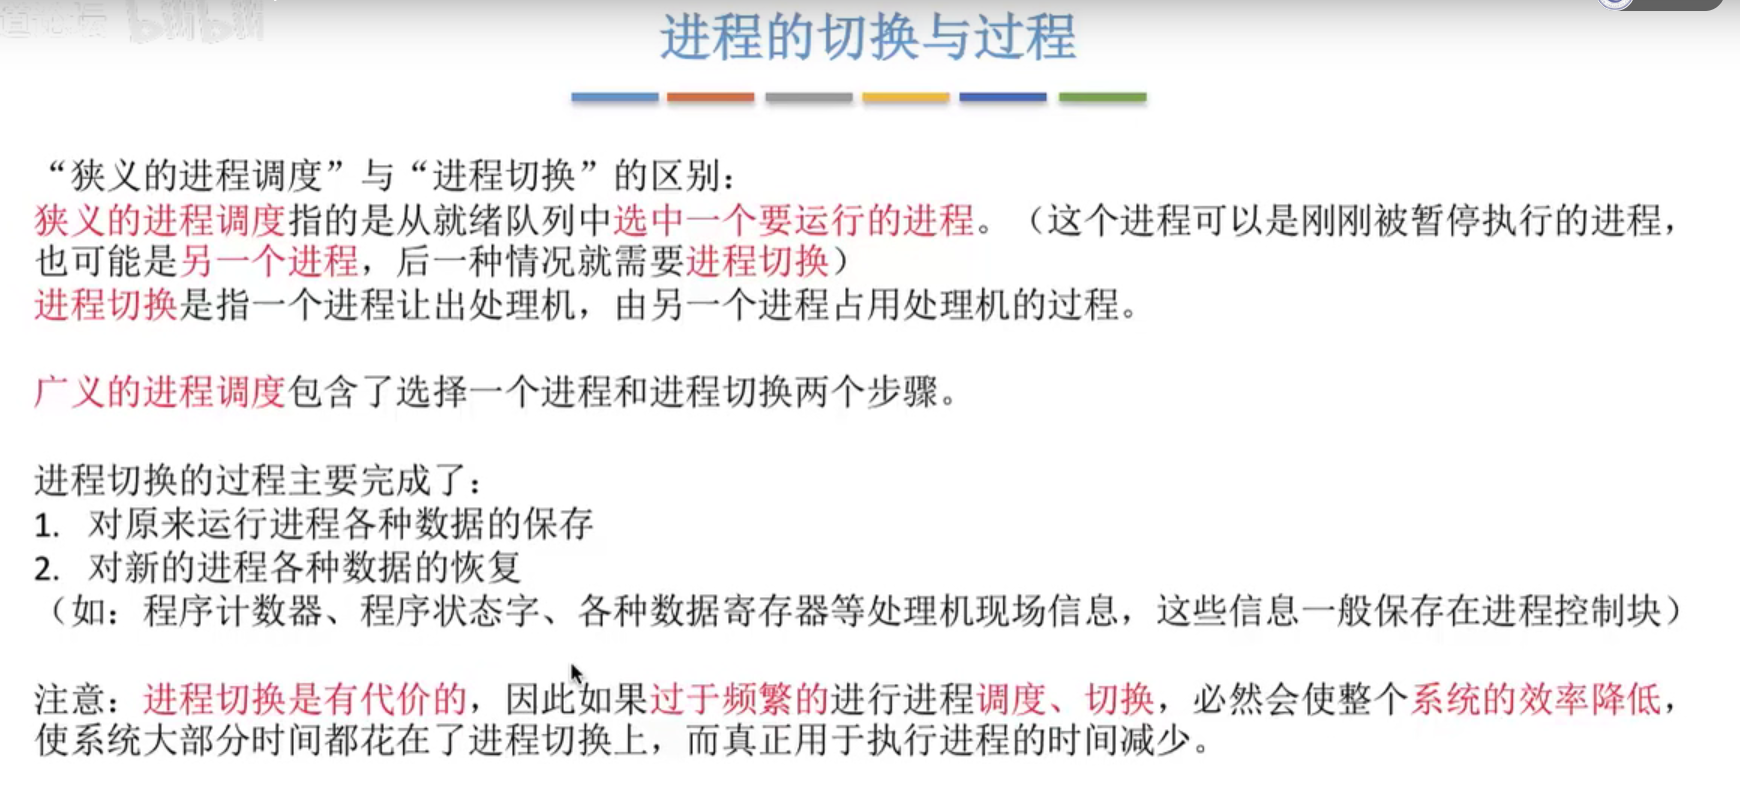 进程的切换与过程
“狭义的进程调度”与“进程切换”的区别：
狭义的进程调度指的是从就绪队列中选中一个要运行的进程。（这个进程可以是刚刚被暂停执行的进程，
也可能是另一个进程，后一种情况就需要进程切换）
进程切换是指一个进程让出处理机，由另一个进程占用处理机的过程。
广义的进程调度包含了选择一个进程和进程切换两个步骤。
进程切换的过程主要完成了：
1. 对原来运行进程各种数据的保存
2. 对新的进程各种数据的恢复
（如：程序计数器、程序状态字、各种数据寄存器等处理机现场信息，这些信息一般保存在进程控制块）
注意：进程切换是有代价的，因此如果过于频繁的进行进程调度、切换，必然会使整个系统的效率降低，
使系统大部分时间都花在了进程切换上，而真正用于执行进程的时间减少。